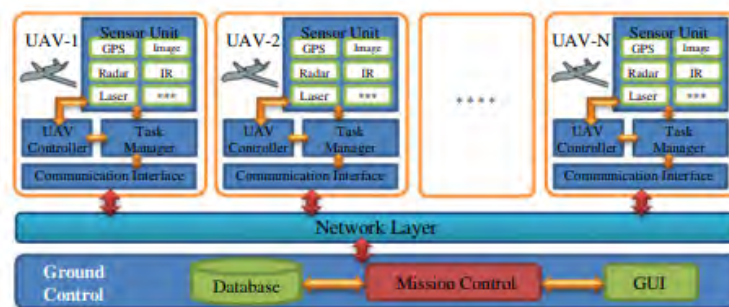 UAV-1
Sensor Unit
GPS
Image
Radar
IR
Laser
***
UAV
Controller
Task
Manager
Communication Interface
UAV-2
Sensor Unit
GPS
Image
Radar
IR
Laser
***
UAV
Controller
Task
Manager
Communication Interface
****
UAV-N
Sensor Unit
GPS
Image
Radar
IR
Laser
***
UAV
Controller
Task
Manager
Communication Interface
Network Layer
Ground
Control
Database
Mission Control
GUI